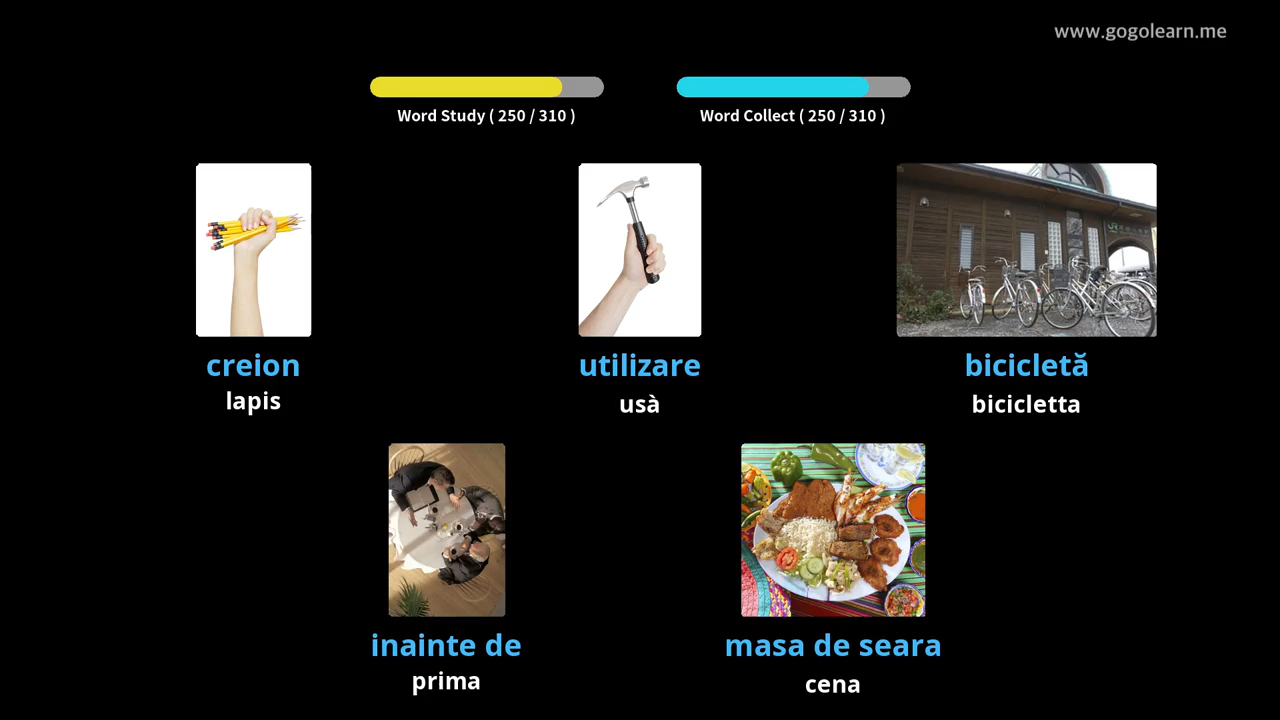 www.gogolearn.me
Word Study ( 250 / 310 )
Word Collect ( 250 / 310 )
creion
lapis
utilizare
usà
bicicletă
bicicletta
inainte de
prima
masa de seara
cena